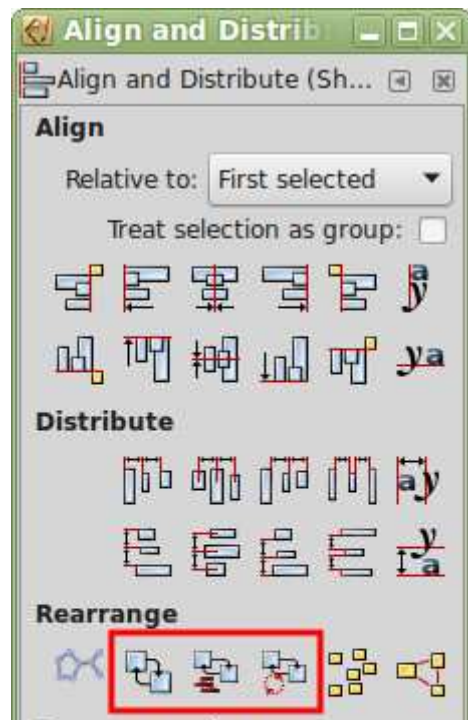 Align and Distrib
Align and Distribute (Sh...
Align
Relative to: First selected
Treat selection as group:
Distribute
Rearrange